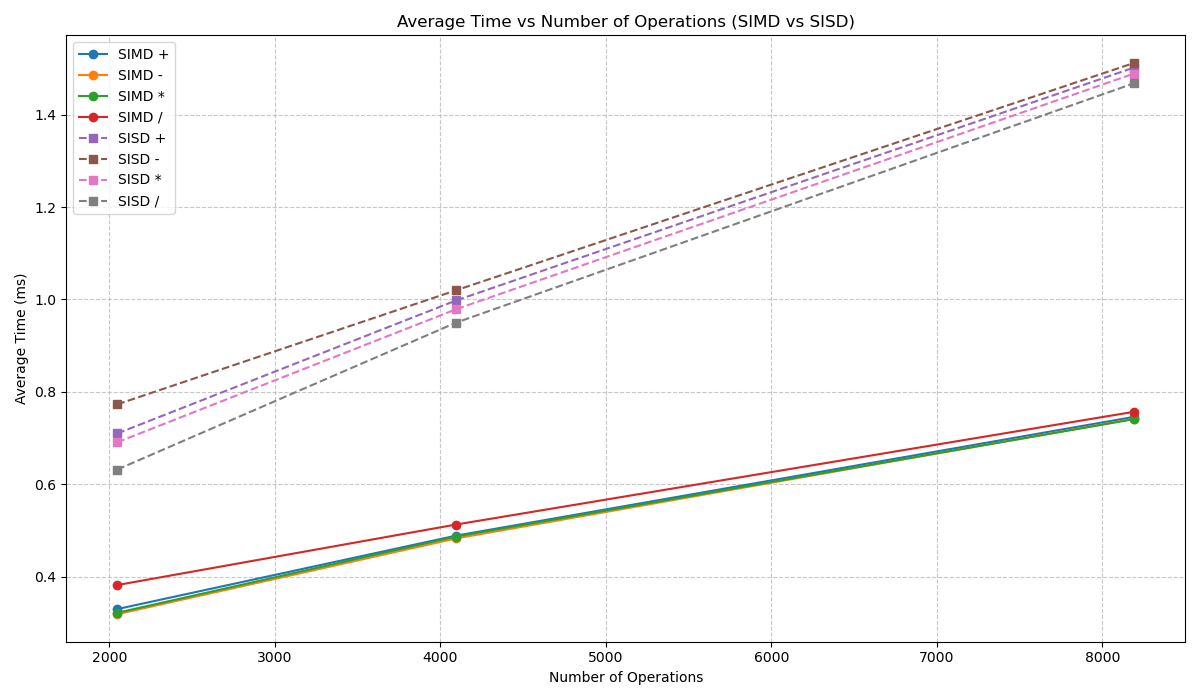 Average Time vs Number of Operations (SIMD vs SISD)
SIMD +
SIMD -
SIMD *
SIMD /
SISD +
SISD -
SISD *
SISD /
Average Time (ms)
1.4
1.2
1.0
0.8
0.6
0.4
2000 3000 4000 5000 6000 7000 8000
Number of Operations